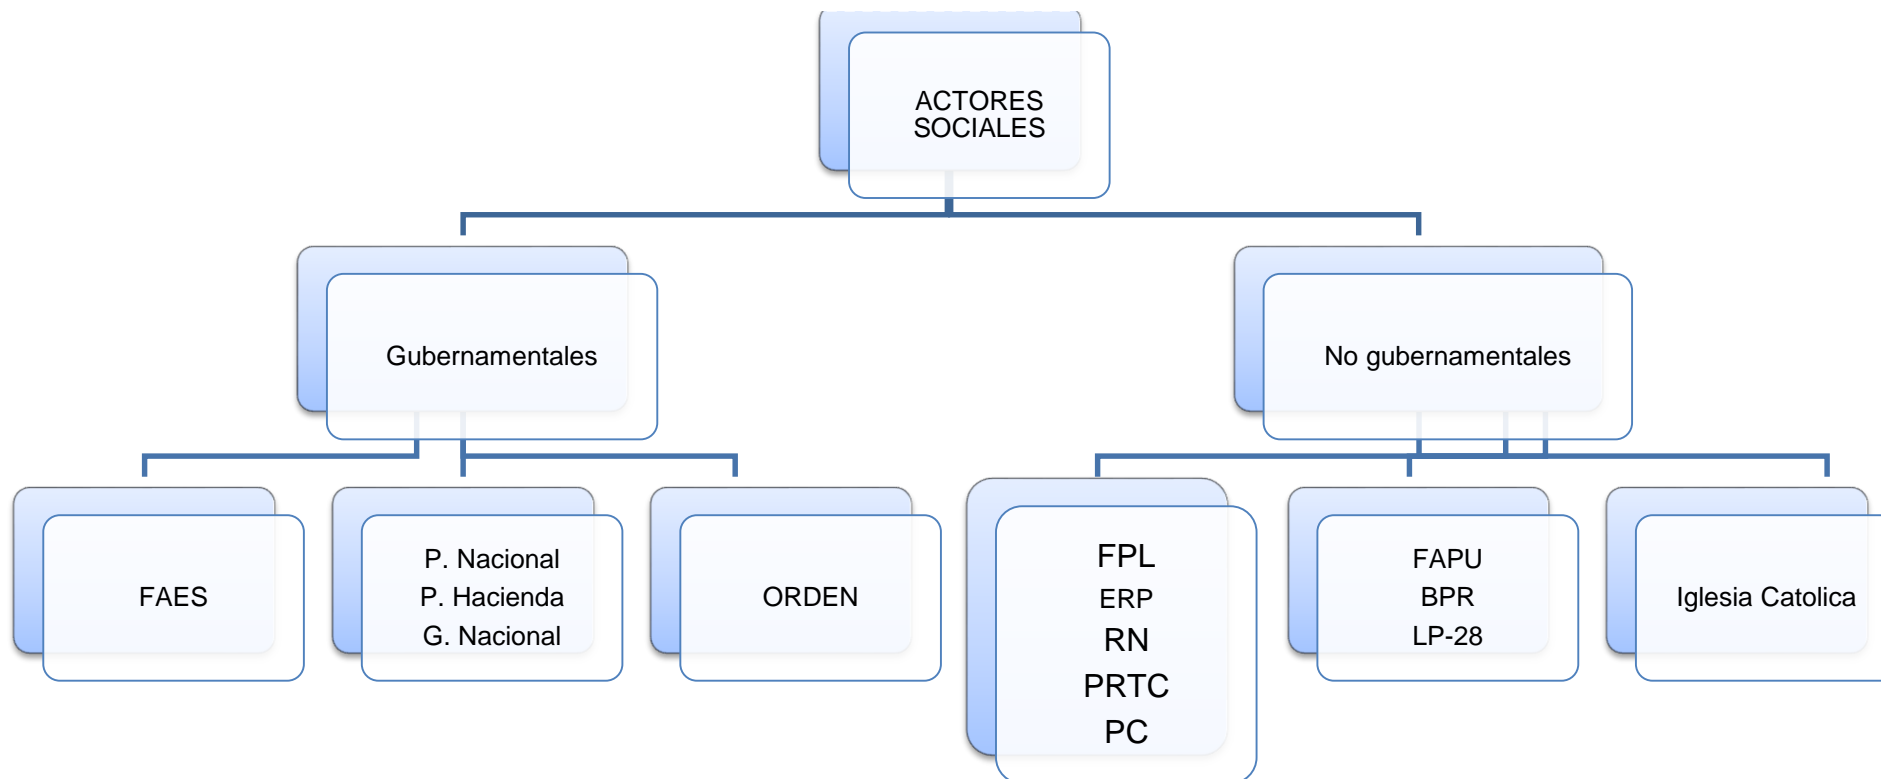 ACTORES
SOCIALES
Gubernamentales
No gubernamentales
FAES
P. Nacional
P. Hacienda
G. Nacional
ORDEN
FPL
ERP
RN
PRTC
PC
FAPU
BPR
LP-28
Iglesia Catolica